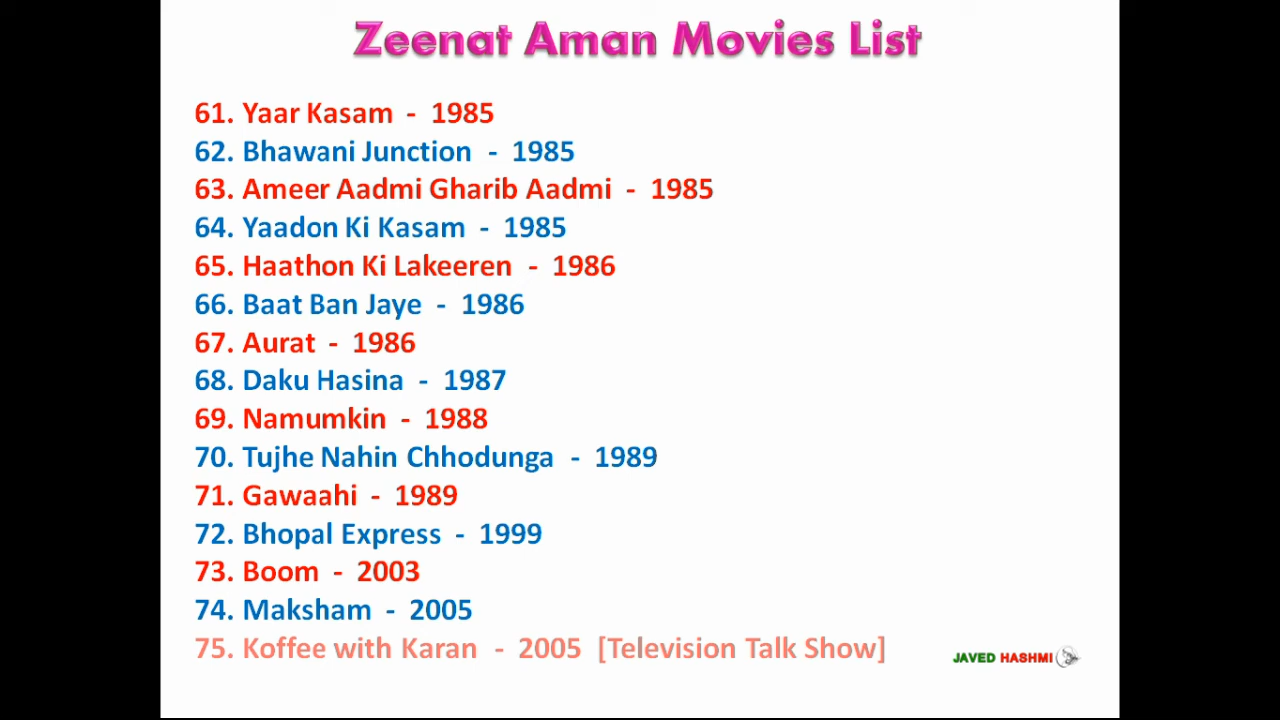 Zeenat Aman Movies List
61. Yaar Kasam - 1985
62. Bhawani Junction - 1985
63. Ameer Aadmi Gharib Aadmi - 1985
64. Yaadon Ki Kasam - 1985
65. Haathon Ki Lakeeren - 1986
66. Baat Ban Jaye - 1986
67. Aurat - 1986
68. Daku Hasina - 1987
69. Namumkin - 1988
70. Tujhe Nahin Chhodunga - 1989
71. Gawaahi - 1989
72. Bhopal Express - 1999
73. Boom - 2003
74. Maksham - 2005
75. Koffee with Karan - 2005 [Television Talk Show]
JAVED HASHMI